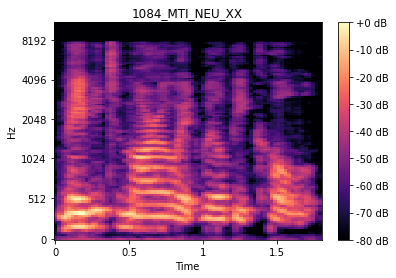 1084_MTI_NEU_XX
8192
4096
2048
1024
512
0
Hz
0
0.5
1
1.5
Time
+0 dB
-10 dB
-20 dB
-30 dB
-40 dB
-50 dB
-60 dB
-70 dB
-80 dB